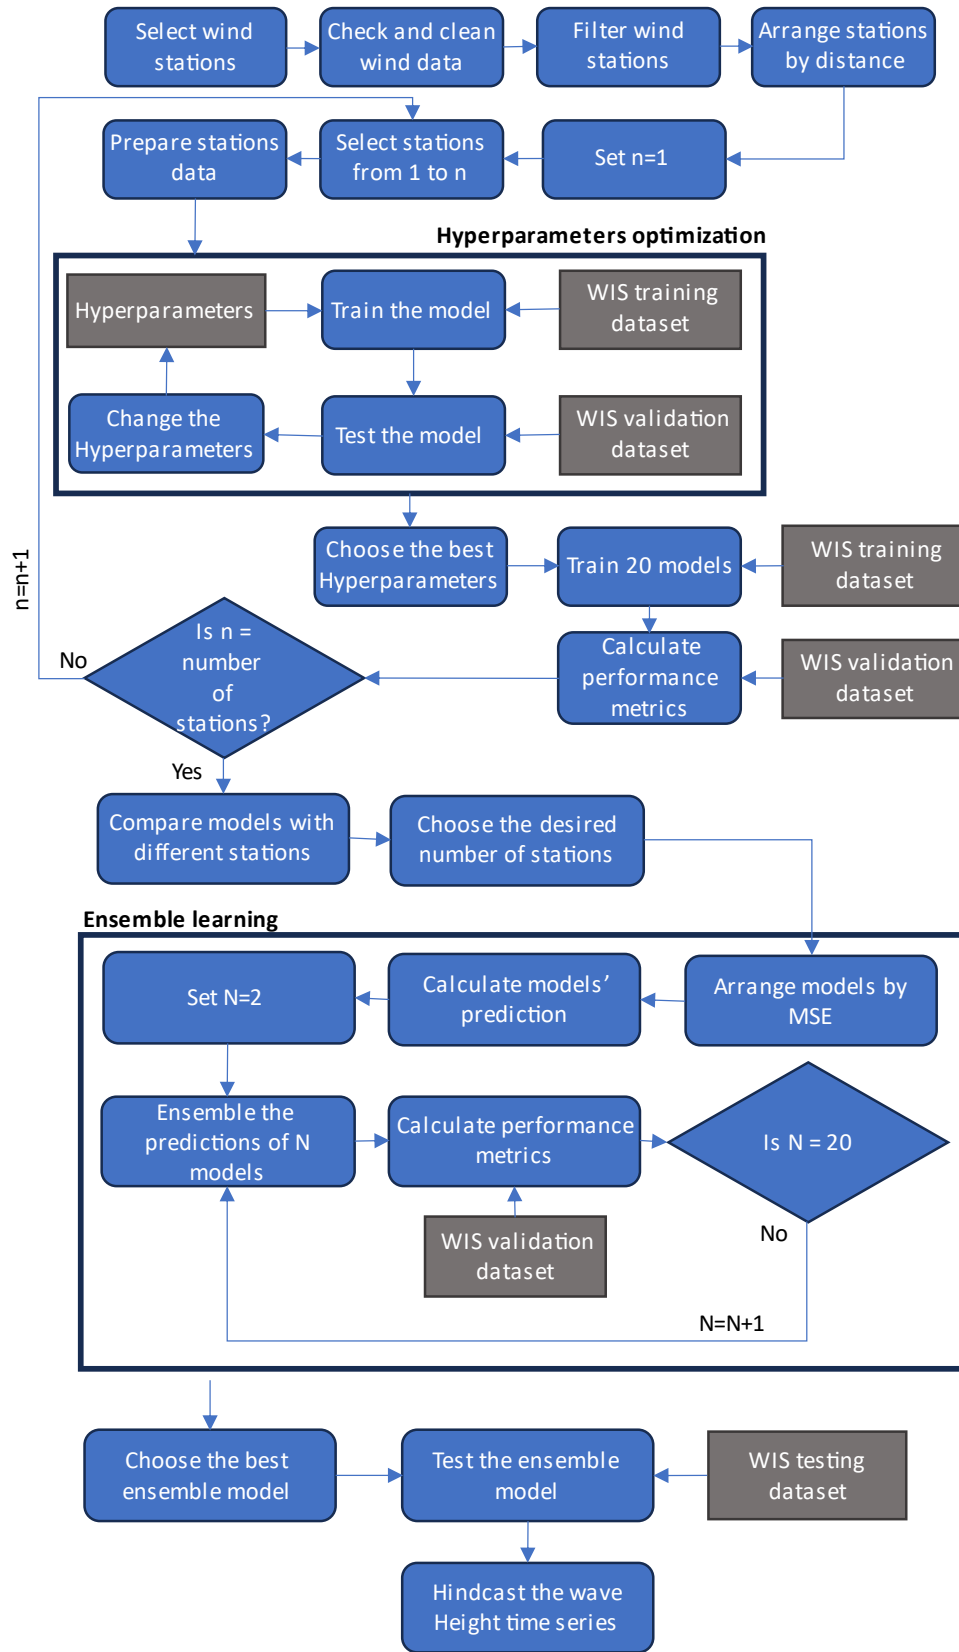 Select wind
stations
Check and clean
wind data
Filter wind
stations
Arrange stations
by distance
Prepare stations
data
Select stations
from 1 to n
Set n=1
Hyperparameters optimization
Hyperparameters
Train the model
WIS training
dataset
Change the
Hyperparameters
Test the model
WIS validation
dataset
n=n+1
Choose the best
Hyperparameters
Train 20 models
WIS training
dataset
No
Is n =
number
of
stations?
Calculate
performance
metrics
WIS validation
dataset
Yes
Compare models with
different stations
Choose the desired
number of stations
Ensemble learning
Set N=2
Calculate models’
prediction
Arrange models by
MSE
Ensemble the
predictions of N
models
Calculate performance
metrics
Is N = 20
No
WIS validation
dataset
N=N+1
Choose the best
ensemble model
Test the ensemble
model
WIS testing
dataset
Hindcast the wave
Height time series